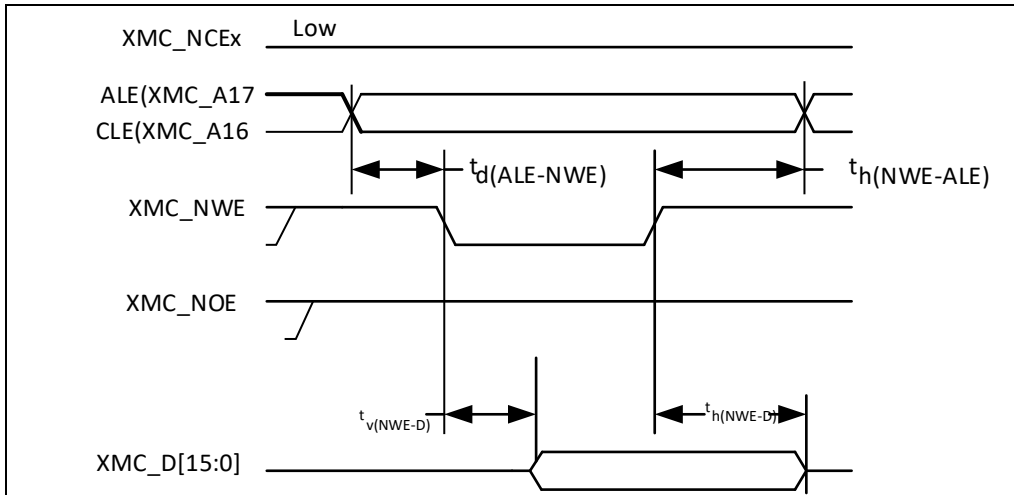 XMC_NCEx
Low
ALE(XMC_A17
CLE(XMC_A16
td(ALE-NWE)
th(NWE-ALE)
XMC_NWE
XMC_NOE
tv(NWE-D)
th(NWE-D)
XMC_D[15:0]